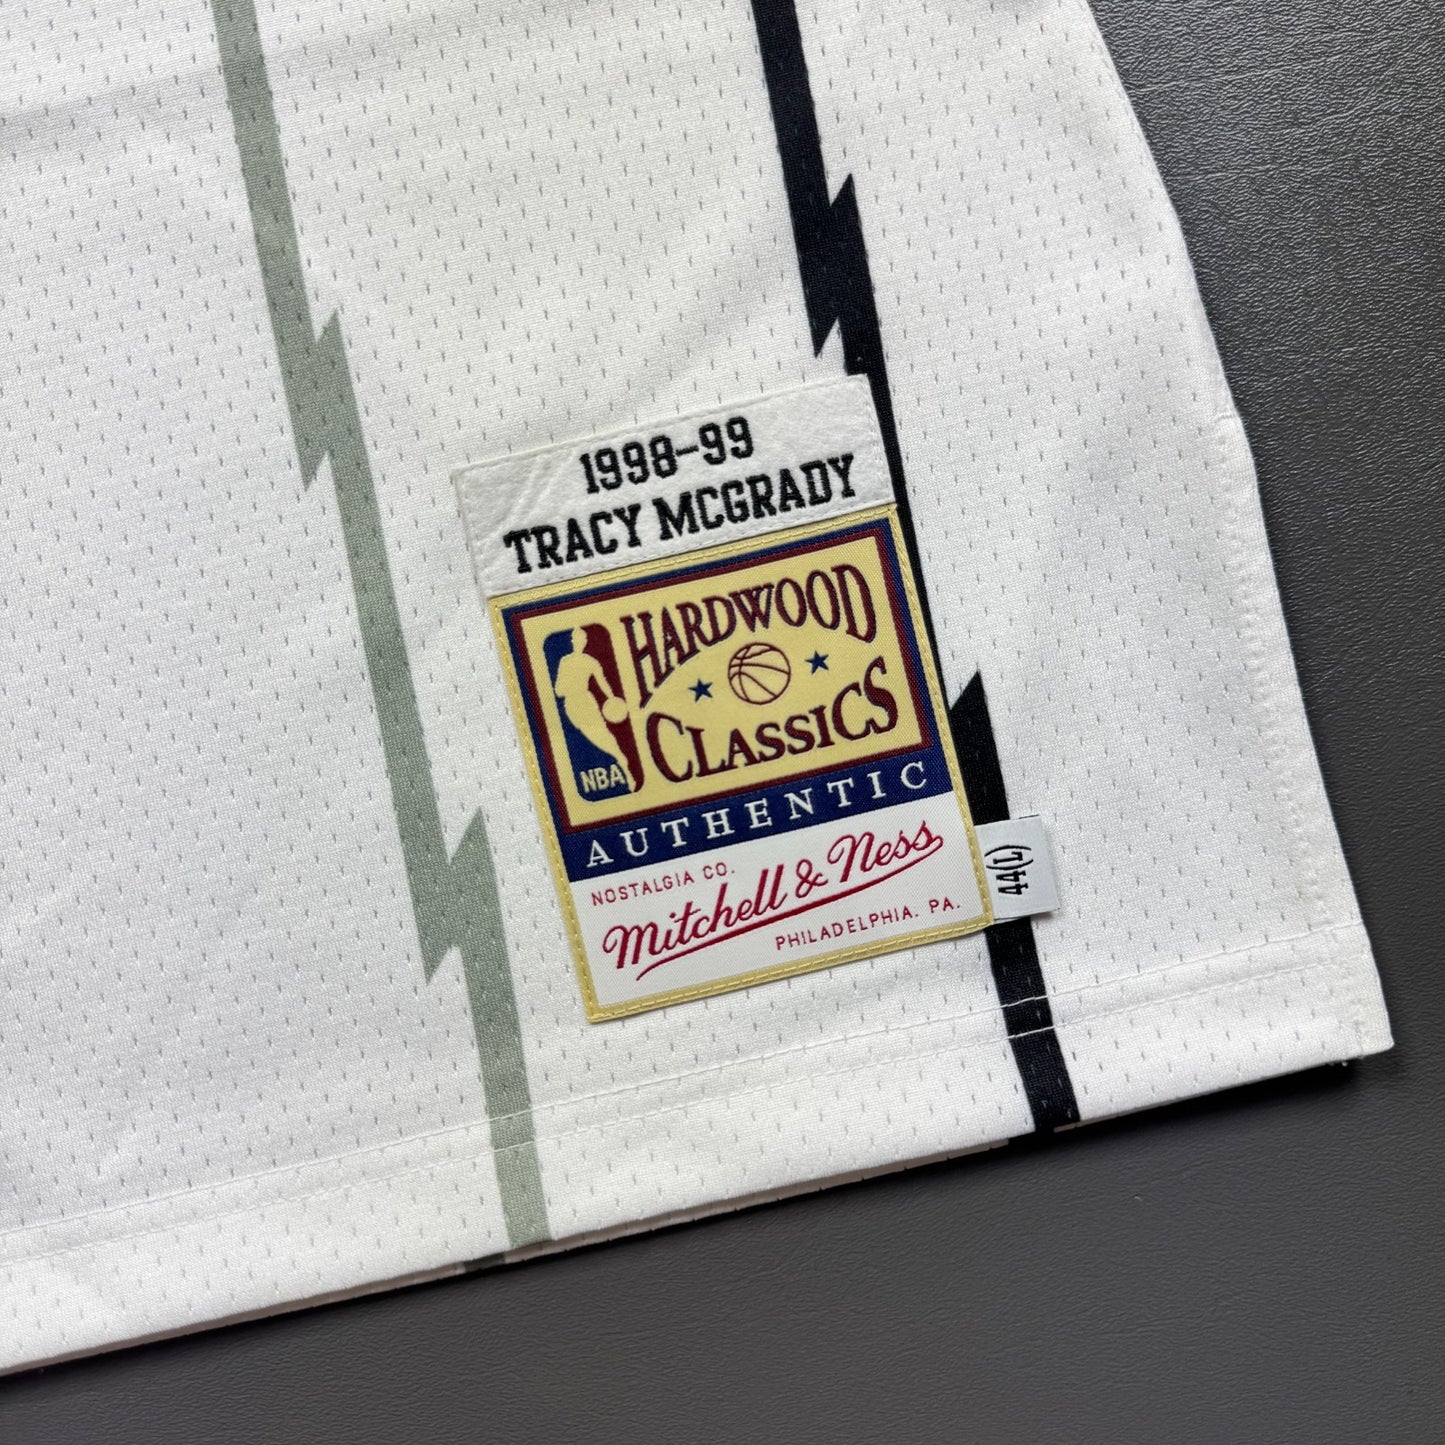 1998-99
TRACY MCGRADY
HARDWOOD
CLASSICS
NBA
AUTHENTIC
NOSTALGIA CO.
Mitchell & Ness
PHILADELPHIA. PA.
44(L)